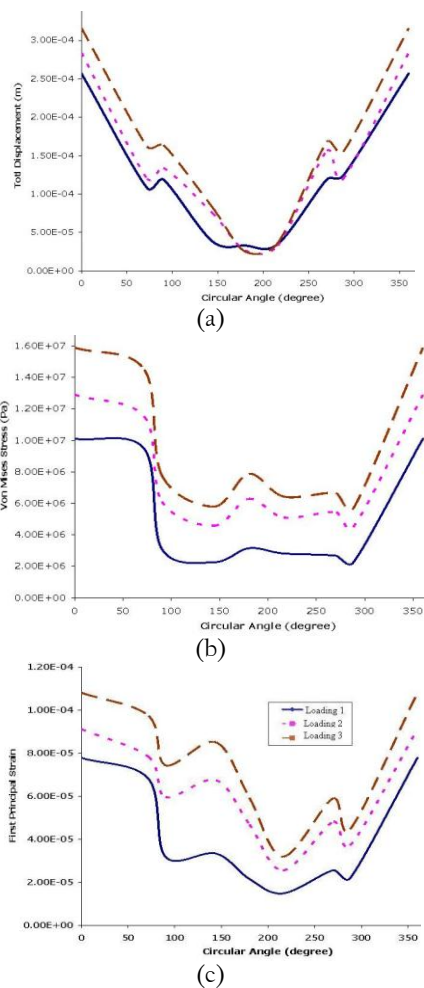 3.00E-04
2.50E-04
2.00E-04
1.50E-04
1.00E-04
5.00E-05
0.00E+00
Totl Displacement (m)
0 50 100 150 200 250 300 350
Circular Angle (degree)
(a)
1.60E+07
1.40E+07
1.20E+07
1.00E+07
8.00E+06
6.00E+06
4.00E+06
2.00E+06
0.00E+00
Von Mises Stress (Pa)
0 50 100 150 200 250 300 350
Circular Angle (degree)
(b)
1.20E-04
1.00E-04
8.00E-05
6.00E-05
4.00E-05
2.00E-05
0.00E+00
First Principal Strain
Loading 1
Loading 2
Loading 3
0 50 100 150 200 250 300 350
Circular Angle (degree)
(c)